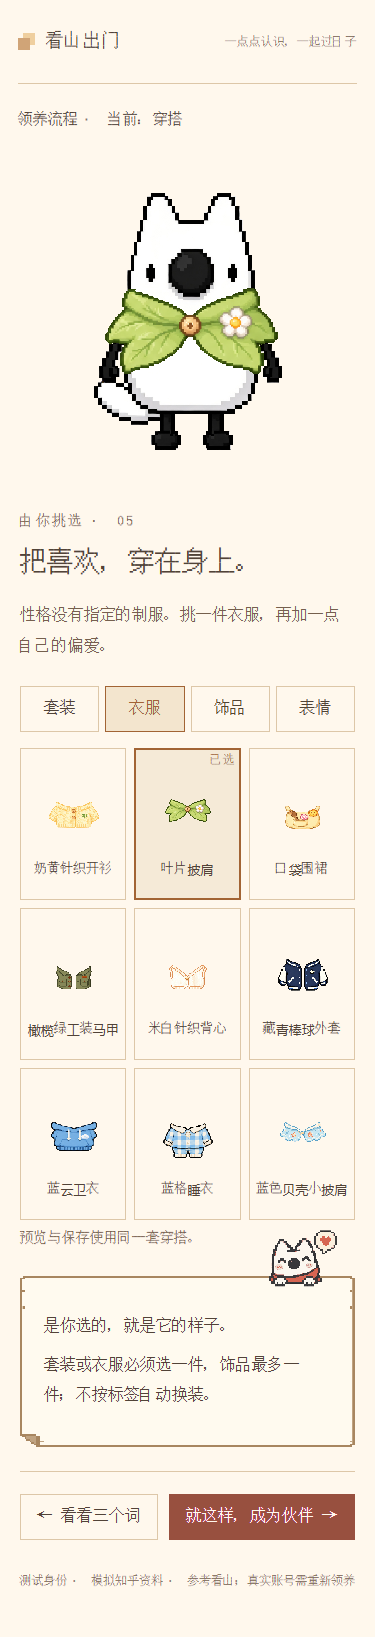 看山出门
一点点认识，一起过日子
领养流程 · 当前：穿搭
由你挑选 · 05
把喜欢，穿在身上。
性格没有指定的制服。挑一件衣服，再加一点
自己的偏爱。
套装 衣服 饰品 表情
已选
奶黄针织开衫 叶片披肩 口袋围裙
橄榄绿工装马甲 米白针织背心 藏青棒球外套
蓝云卫衣 蓝格睡衣 蓝色贝壳小披肩
预览与保存使用同一套穿搭。
是你选的，就是它的样子。
套装或衣服必须选一件，饰品最多一
件；不按标签自动换装。
← 看看三个词 就这样，成为伙伴 →
测试身份 · 模拟知乎资料 · 参考看山；真实账号需重新领养